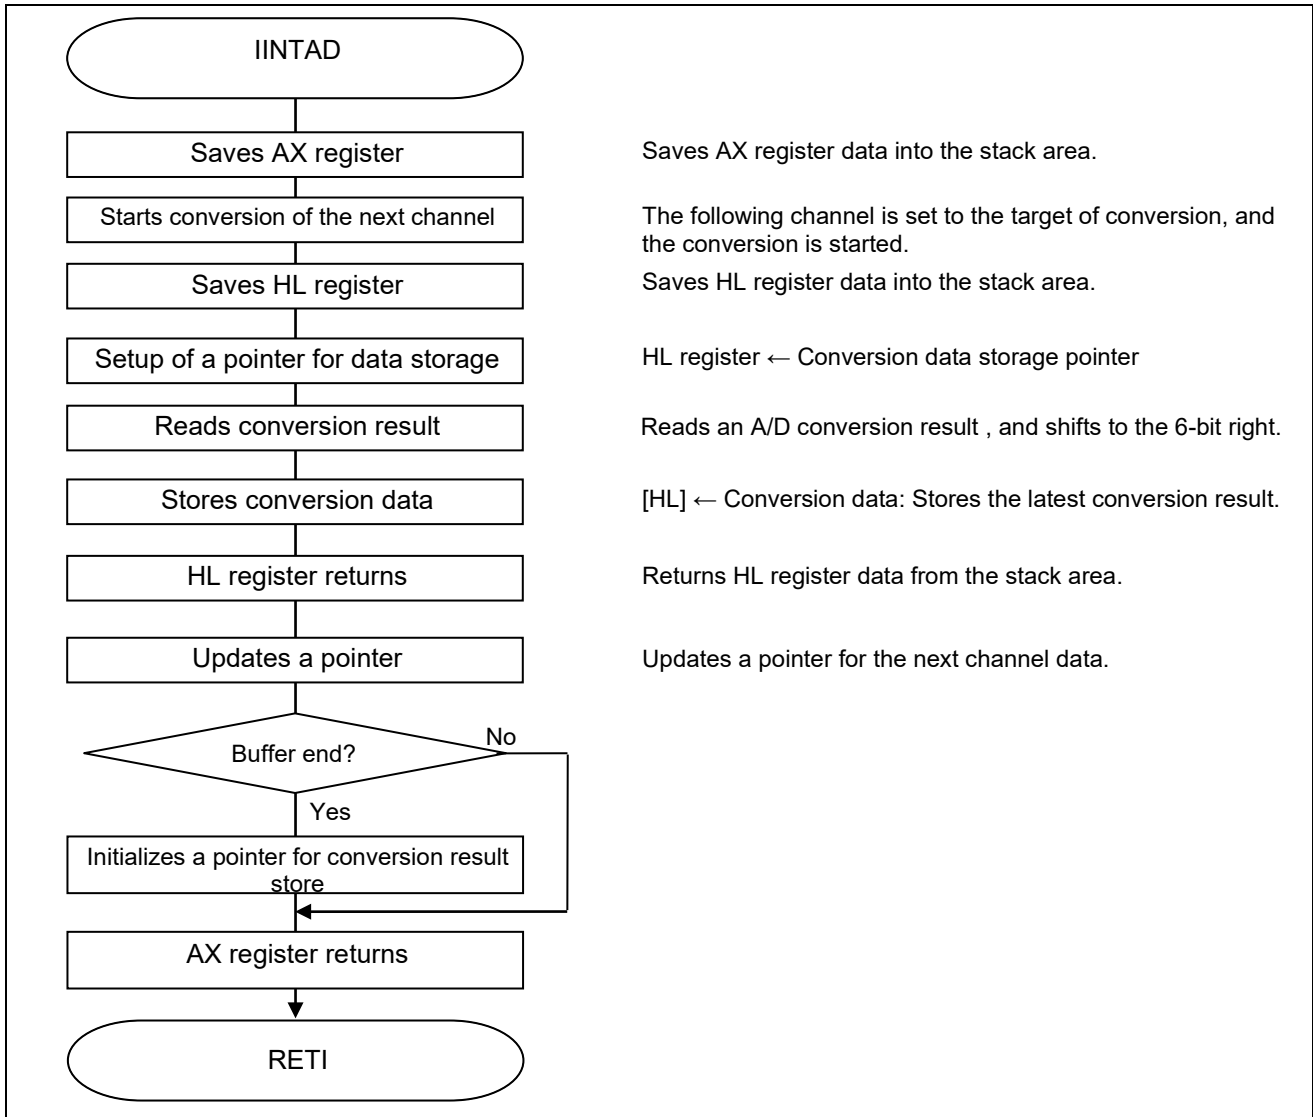 IINTAD
Saves AX register
Saves AX register data into the stack area.
Starts conversion of the next channel
The following channel is set to the target of conversion, and
the conversion is started.
Saves HL register
Saves HL register data into the stack area.
Setup of a pointer for data storage
HL register ← Conversion data storage pointer
Reads conversion result
Reads an A/D conversion result , and shifts to the 6-bit right.
Stores conversion data
[HL] ← Conversion data: Stores the latest conversion result.
HL register returns
Returns HL register data from the stack area.
Updates a pointer
Updates a pointer for the next channel data.
Buffer end?
No
Yes
Initializes a pointer for conversion result
store
AX register returns
RETI